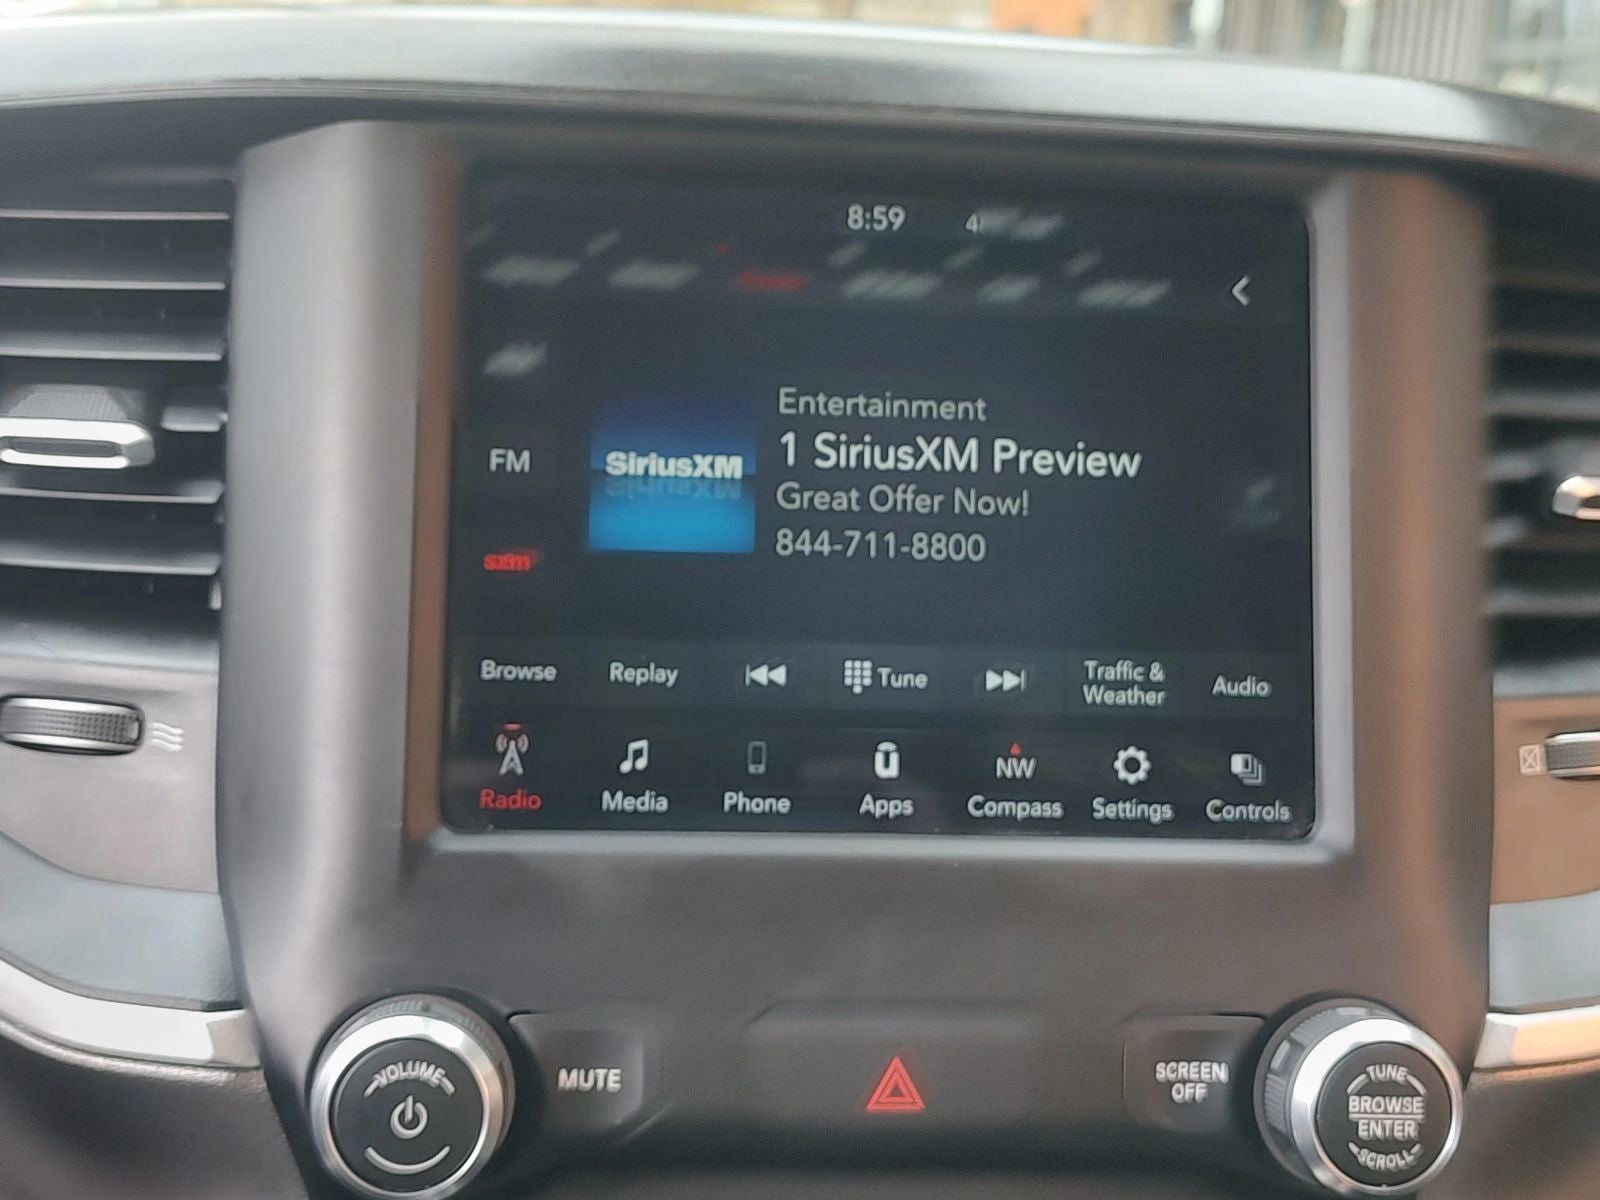 8:59
Entertainment
1 SiriusXM Preview
Great Offer Now!
844-711-8800
SiriusXM
FM
sxm
Browse
Replay
Tune
Traffic &
Weather
Audio
NW
Radio
Media
Phone
Apps
Compass
Settings
Controls
VOLUME
MUTE
SCREEN
OFF
TUNE
BROWSE
ENTER
SCROLL